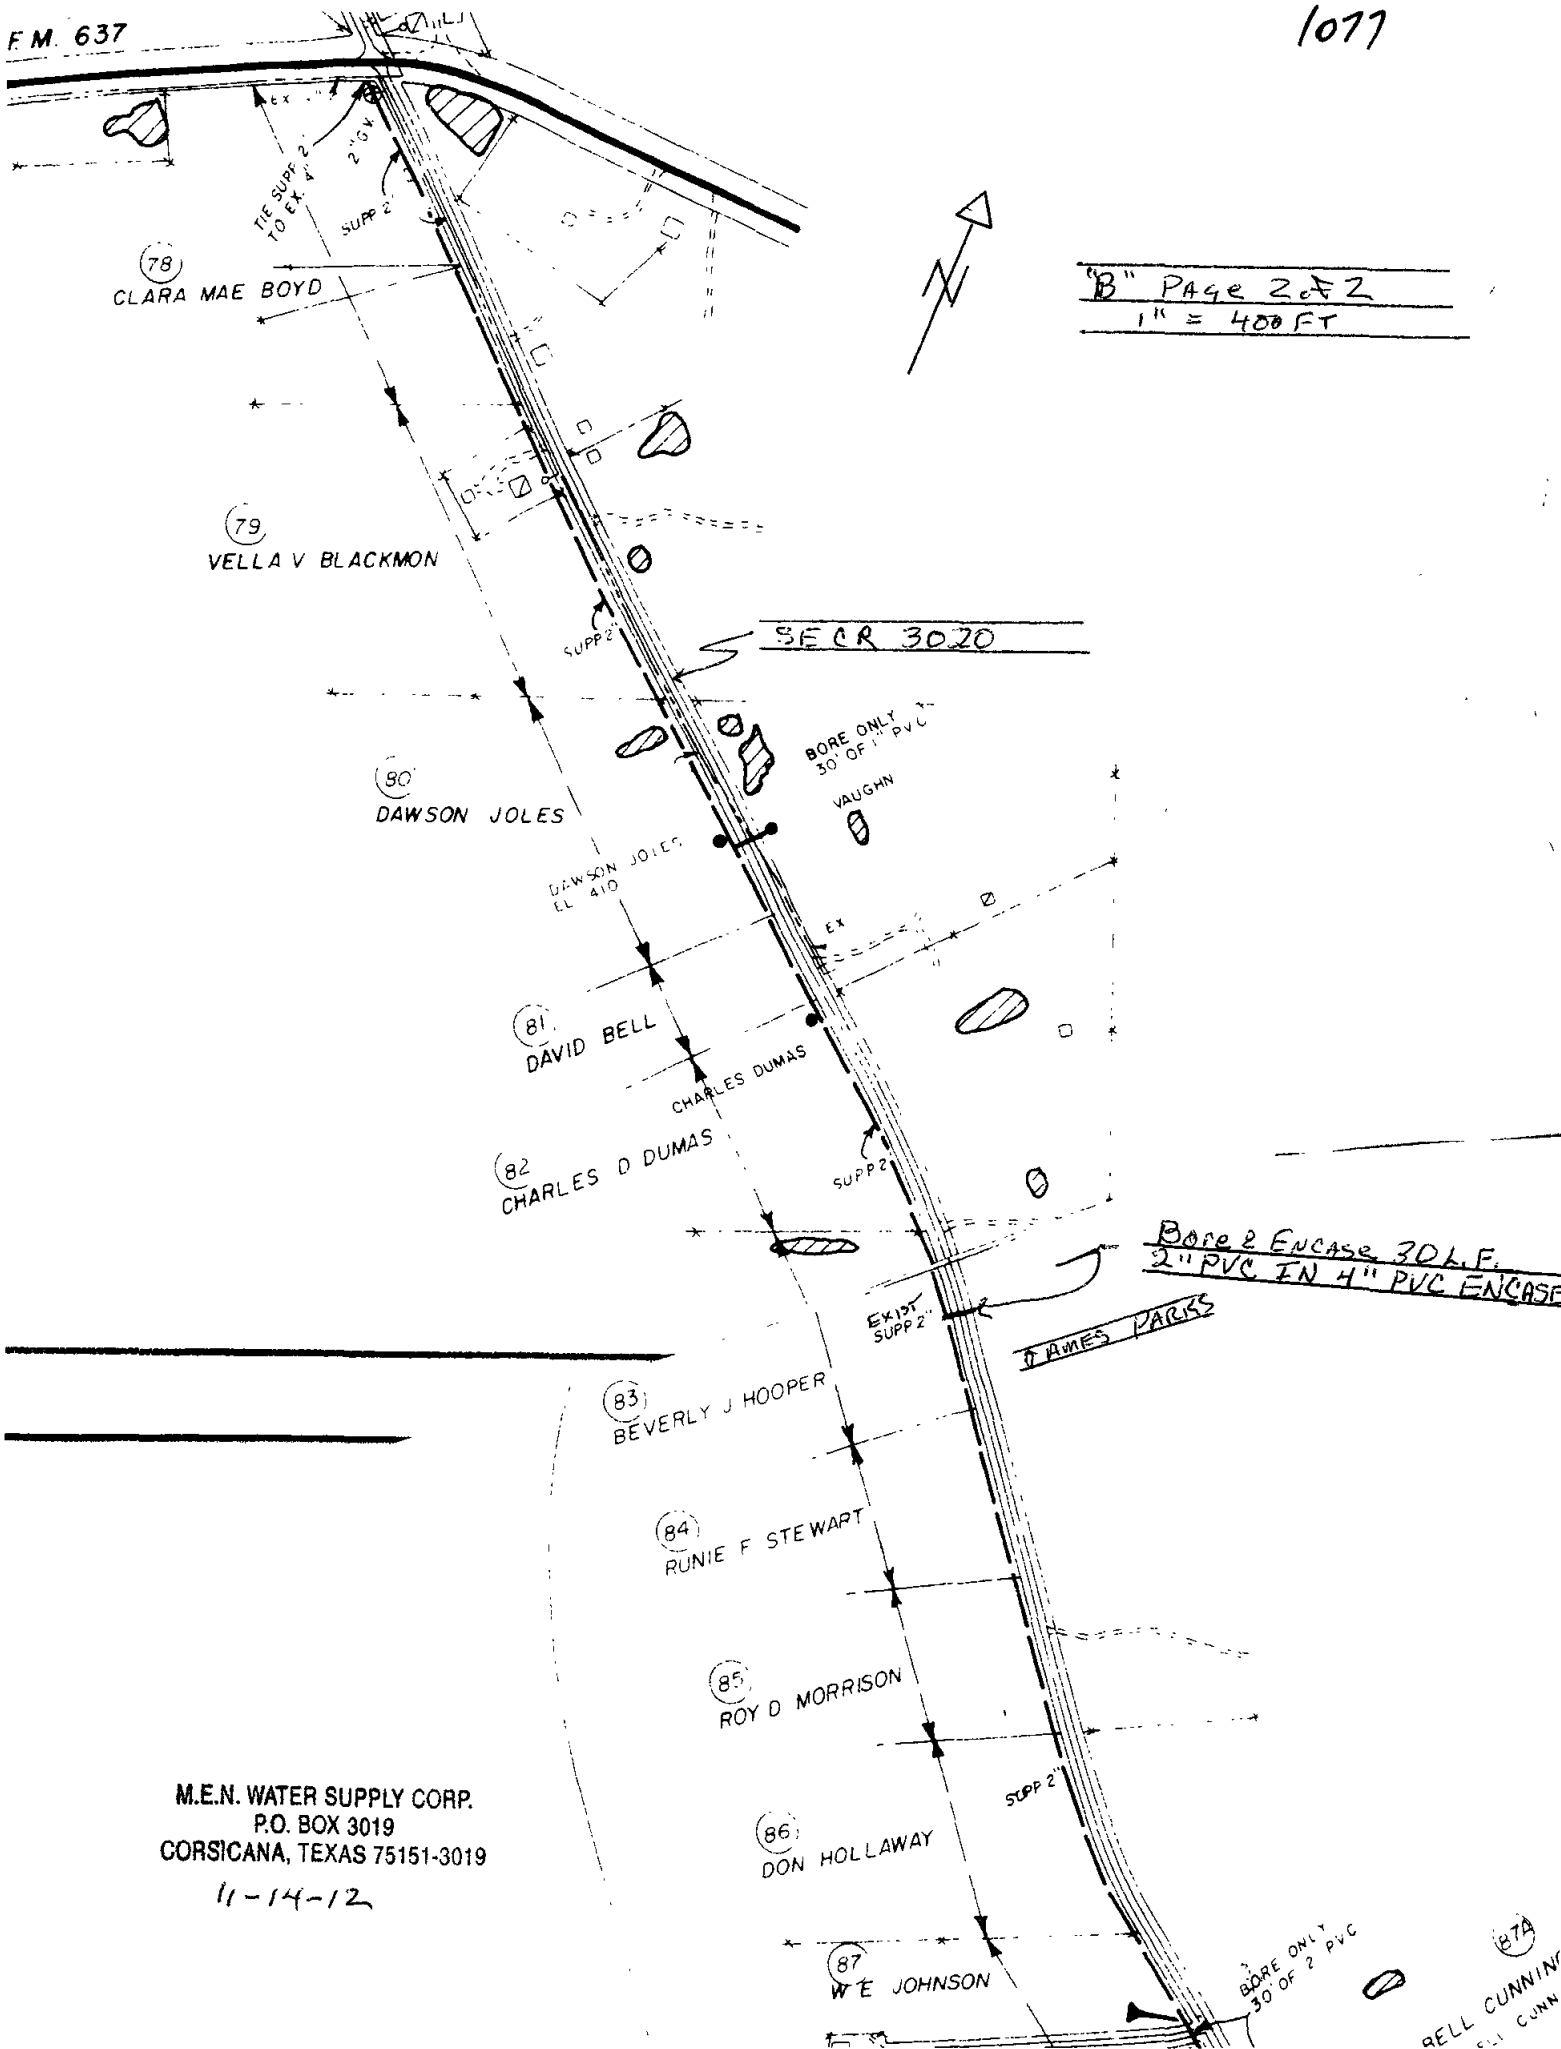 1077
F.M. 637
EX
2" G.V.
TIE SUPP. 2"
TO EX. 4"
SUPP 2"
N
"B" PAge 2 of 2
1" = 400 FT
78
CLARA MAE BOYD
79
VELLA V BLACKMON
SUPP 2"
SE CR 3020
BORE ONLY
30' OF 1" PVC
VAUGHN
80
DAWSON JOLES
DAWSON JOLES
EL 410
EX
81
DAVID BELL
CHARLES DUMAS
82
CHARLES D DUMAS
SUPP 2"
Bore & ENCASe 30 L.F.
2" PVC IN 4" PVC ENCASE
EXIST
SUPP 2"
JAMES PARKS
83
BEVERLY J HOOPER
84
RUNIE F STEWART
85
ROY D MORRISON
SUPP 2"
M.E.N. WATER SUPPLY CORP.
P.O. BOX 3019
CORSICANA, TEXAS 75151-3019
11-14-12
86
DON HOLLAWAY
87
W E JOHNSON
BORE ONLY
30' OF 2" PVC
87A
BELL CUNNING